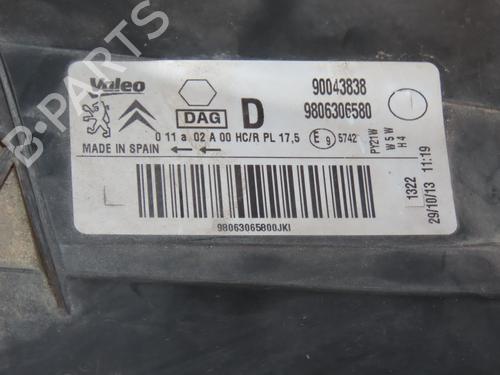 Valeo
90043838
DAG D
9806306580
0 11 a 02 A 00 HC/R PL 17,5 E 9 5742
MADE IN SPAIN
PY21W
W5W
H4
1322
29/10/13 11:19
98063065800JKI
B-PARTS